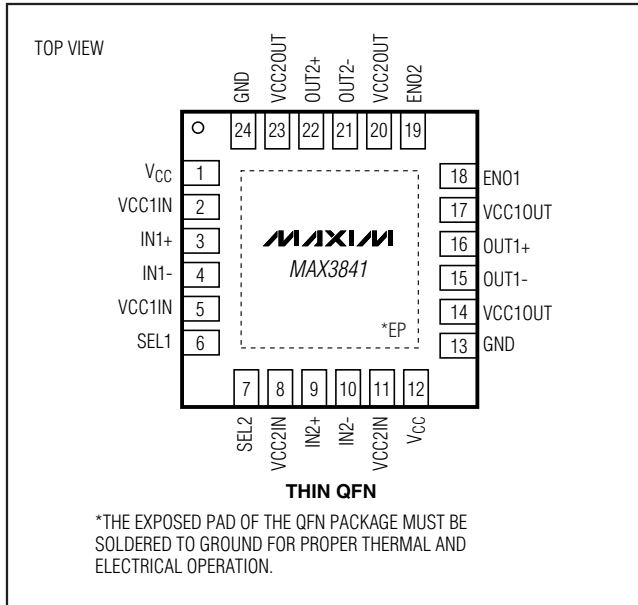 TOP VIEW
GND
VCC2OUT
OUT2+
OUT2-
VCC2OUT
ENO2
24
23
22
21
20
19
VCC 1
VCC1IN 2
IN1+ 3
IN1- 4
VCC1IN 5
SEL1 6
MAXIM
MAX3841
*EP
18 ENO1
17 VCC1OUT
16 OUT1+
15 OUT1-
14 VCC1OUT
13 GND
7
8
9
10
11
12
SEL2
VCC2IN
IN2+
IN2-
VCC2IN
VCC
THIN QFN
*THE EXPOSED PAD OF THE QFN PACKAGE MUST BE
SOLDERED TO GROUND FOR PROPER THERMAL AND
ELECTRICAL OPERATION.